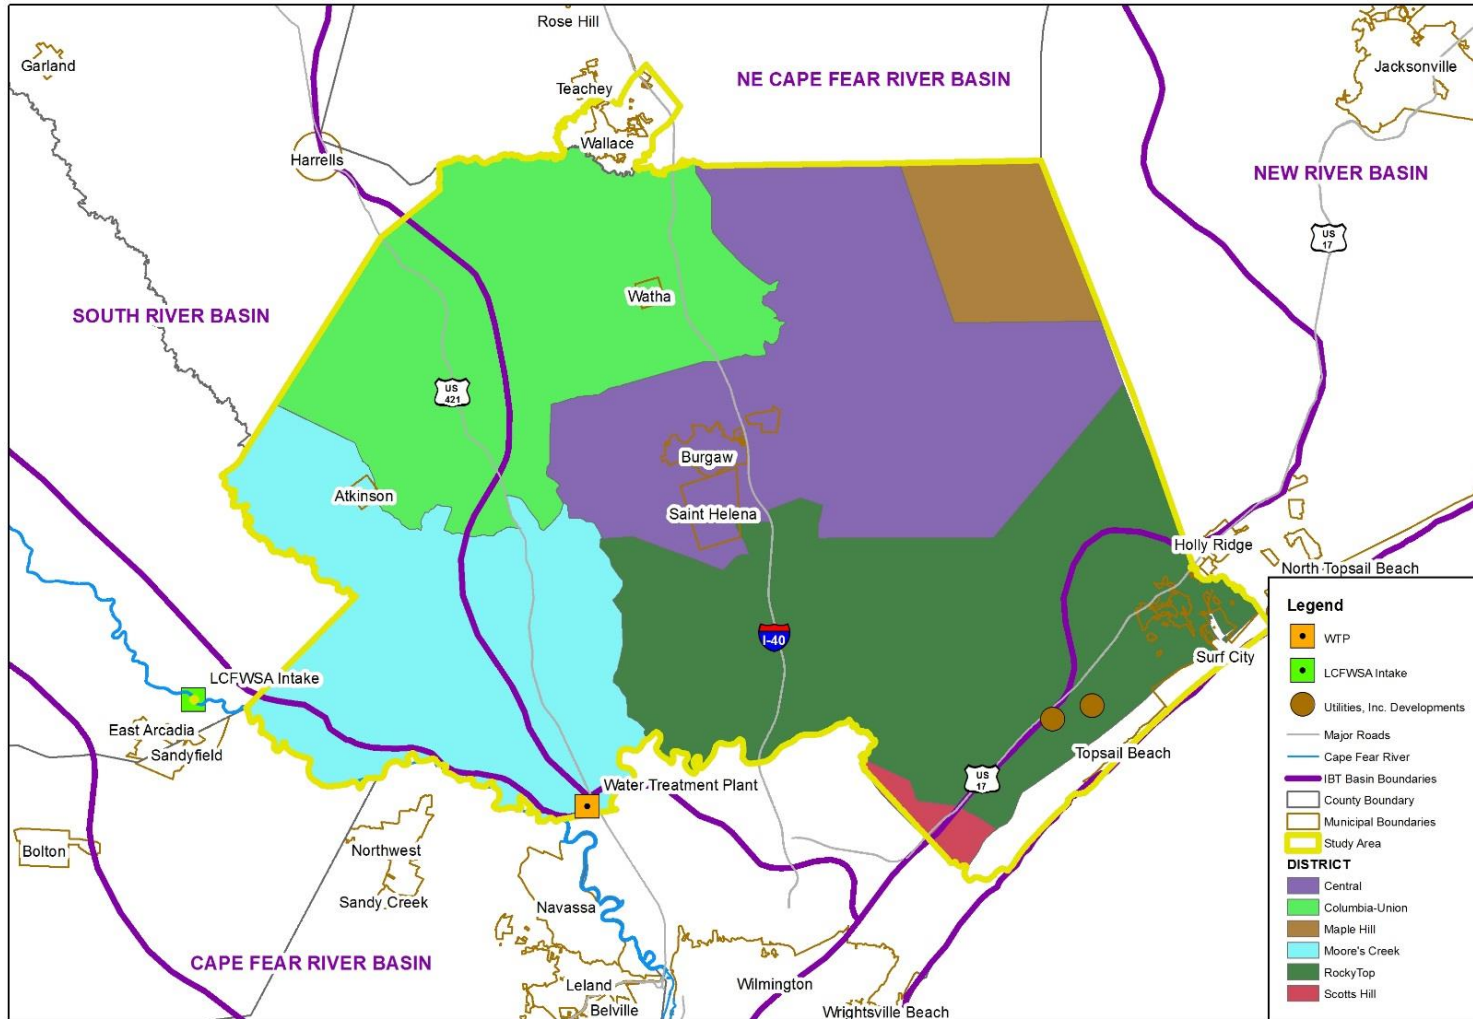 Rose Hill
Garland
Jacksonville
NE CAPE FEAR RIVER BASIN
Teachey
Wallace
Harrells
NEW RIVER BASIN
US
17
Watha
SOUTH RIVER BASIN
US
421
Burgaw
Atkinson
Saint Helena
Holly Ridge
North Topsail Beach
I-40
Surf City
LCFWSA Intake
East Arcadia
Sandyfield
Topsail Beach
US
17
Water Treatment Plant
Bolton
Northwest
Sandy Creek
Navassa
CAPE FEAR RIVER BASIN
Leland
Belville
Wilmington
Wrightsville Beach
Legend
WTP
LCFWSA Intake
Utilities, Inc. Developments
Major Roads
Cape Fear River
IBT Basin Boundaries
County Boundary
Municipal Boundaries
Study Area
DISTRICT
Central
Columbia-Union
Maple Hill
Moore's Creek
RockyTop
Scotts Hill